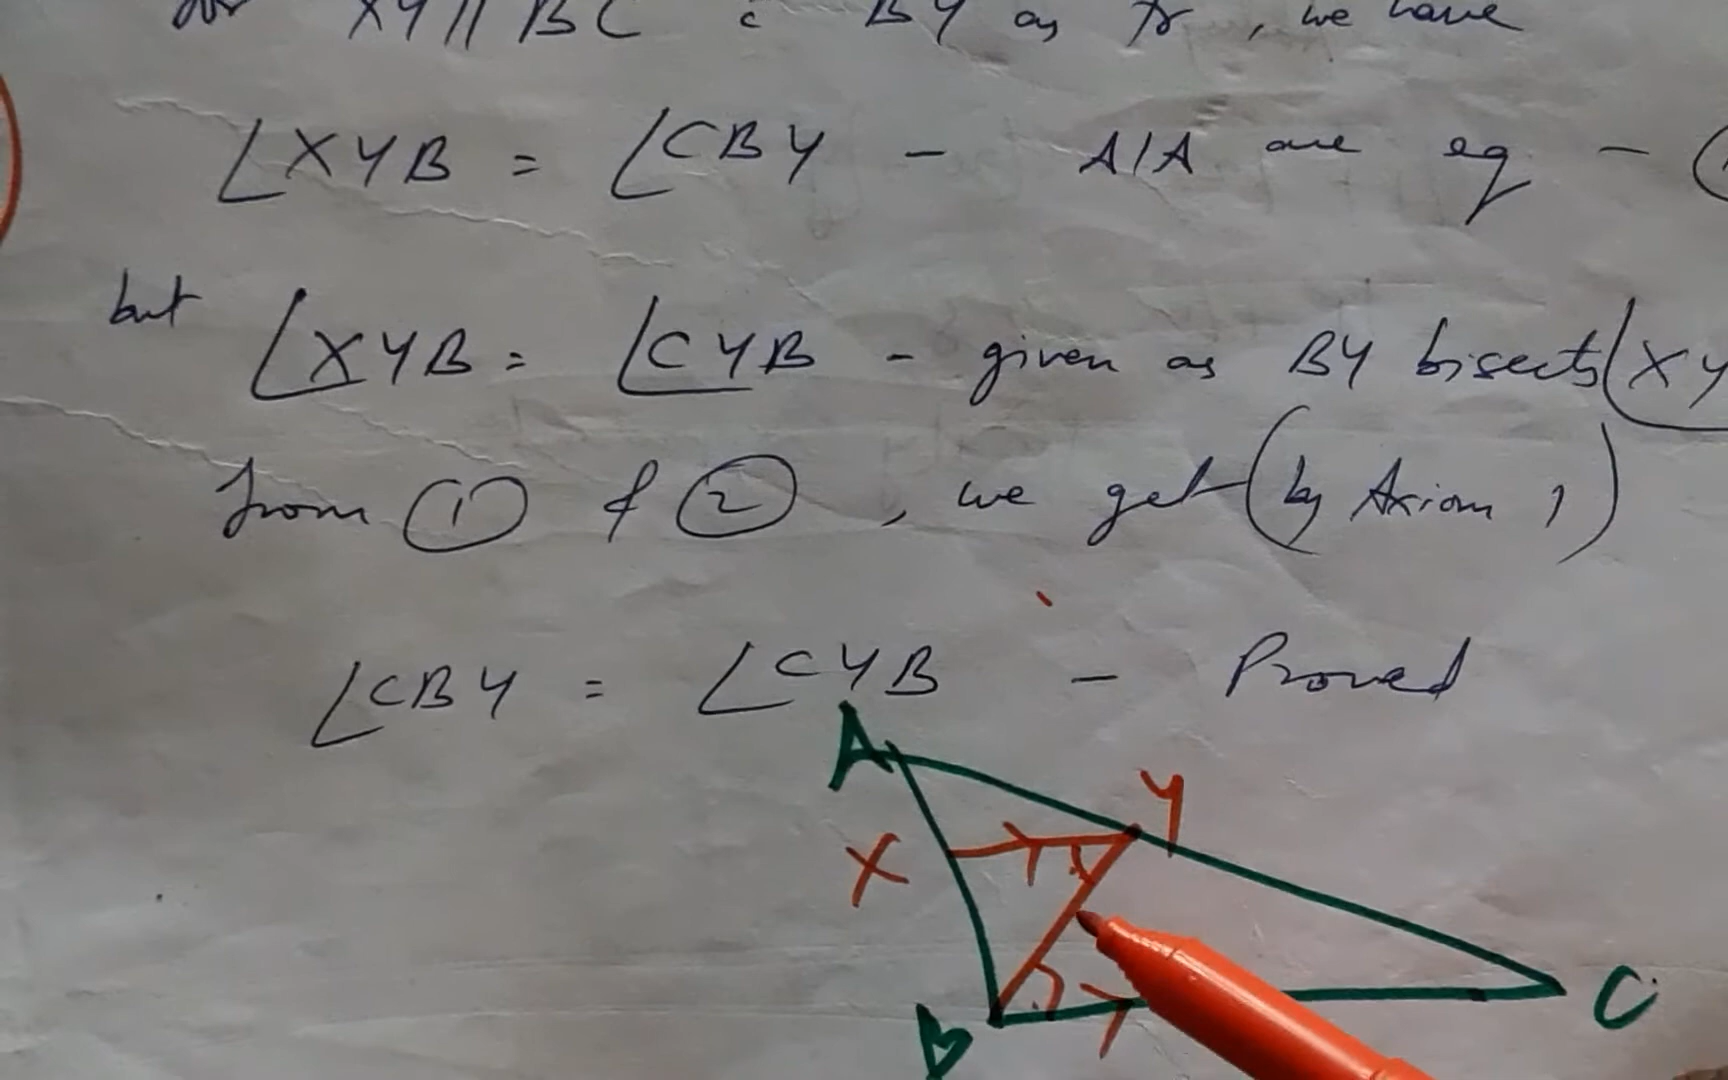 XY || BC c BY as Tr, we have
∠XYB = ∠CBY - A/A are eq -
but ∠XYB = ∠CYB - given as BY bisects ∠XY
from ① & ②, we get (by Axiom 1)
∠CBY = ∠CYB - Proved
A
Y
X
B
C